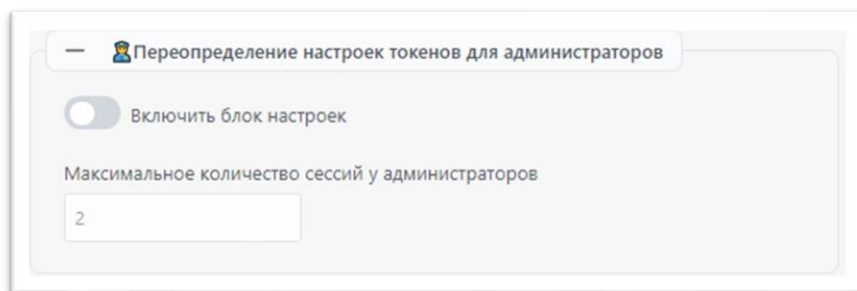 Переопределение настроек токенов для администраторов
Включить блок настроек
Максимальное количество сессий у администраторов
2